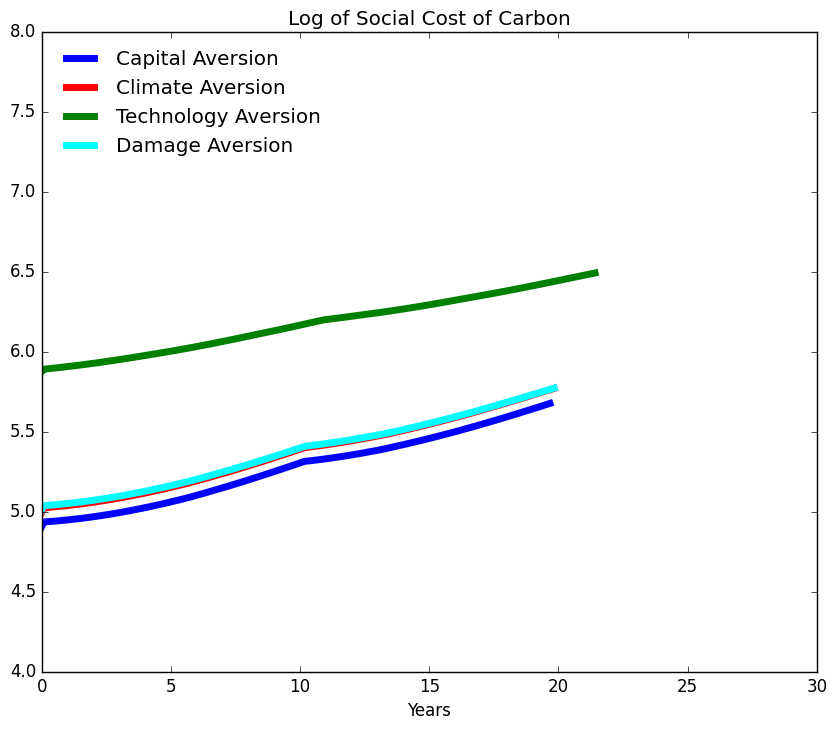 Log of Social Cost of Carbon
8.0
7.5
7.0
6.5
6.0
5.5
5.0
4.5
4.0
Capital Aversion
Climate Aversion
Technology Aversion
Damage Aversion
0 5 10 15 20 25 30
Years